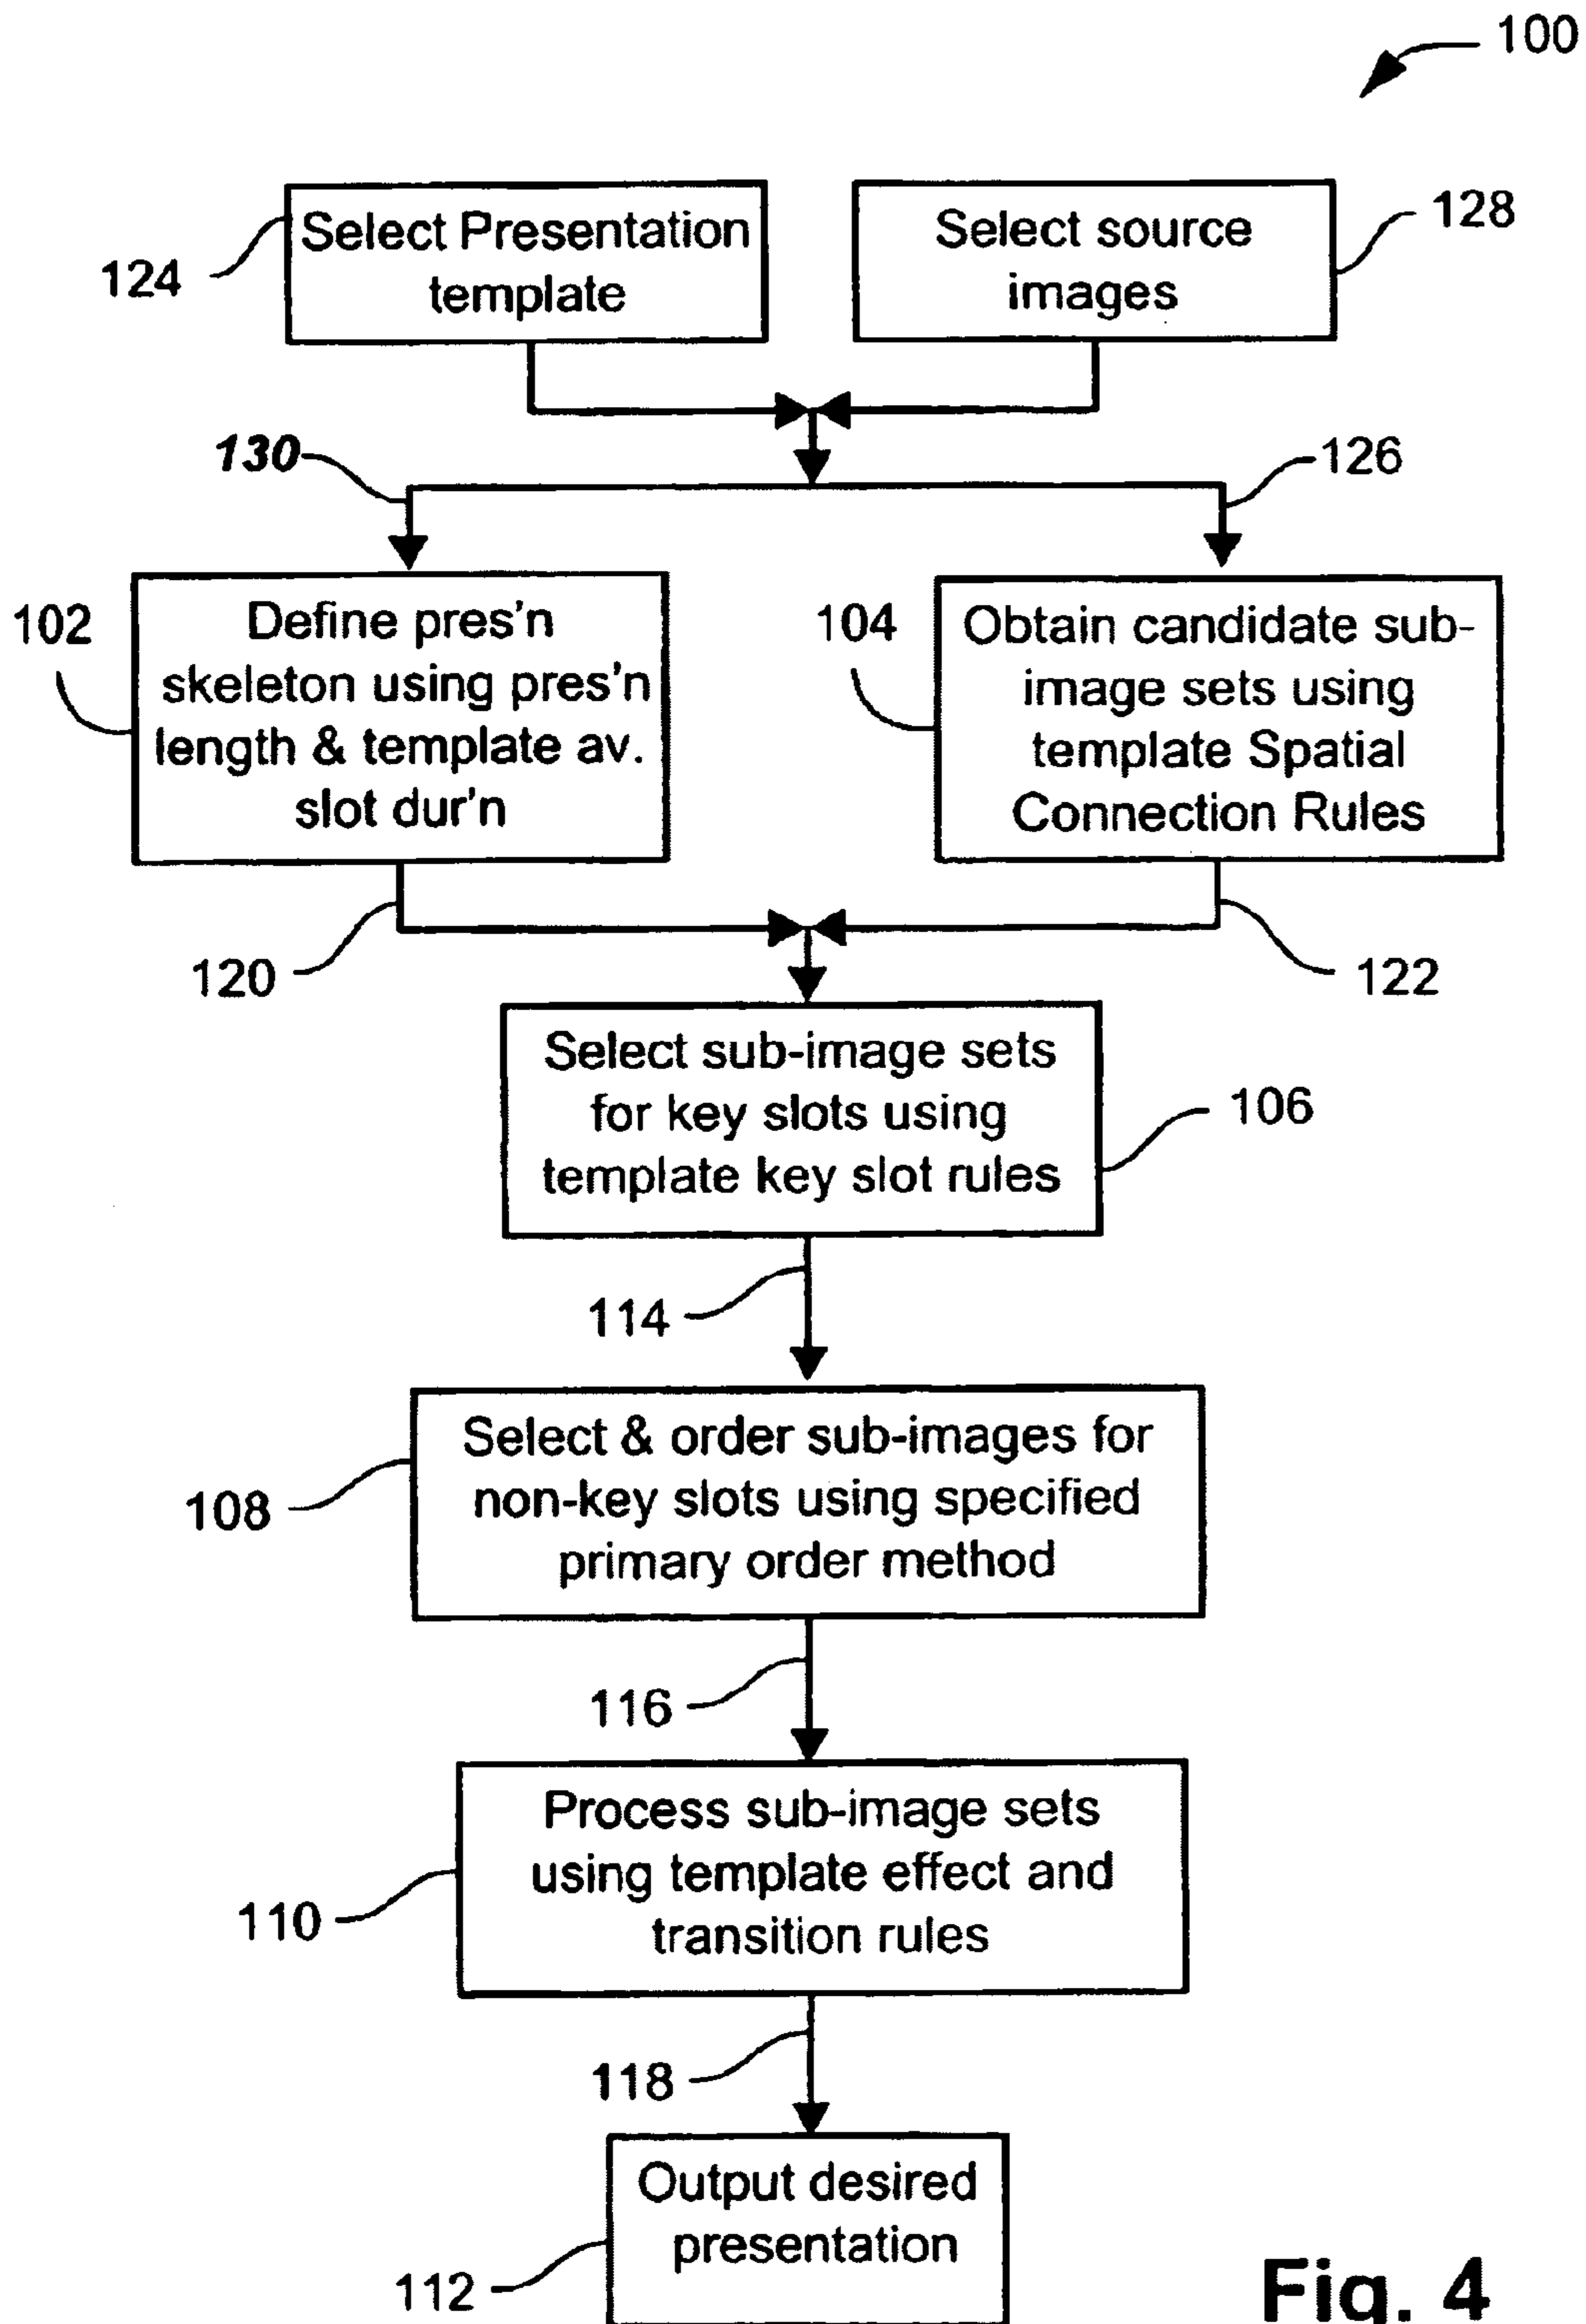 100
Select Presentation
template
124
Select source
images
128
130
126
102
Define pres'n
skeleton using pres'n
length & template av.
slot dur'n
104
Obtain candidate sub-
image sets using
template Spatial
Connection Rules
120
122
Select sub-image sets
for key slots using
template key slot rules
106
114
Select & order sub-images for
non-key slots using specified
primary order method
108
116
Process sub-image sets
using template effect and
transition rules
110
118
Output desired
presentation
112
Fig. 4